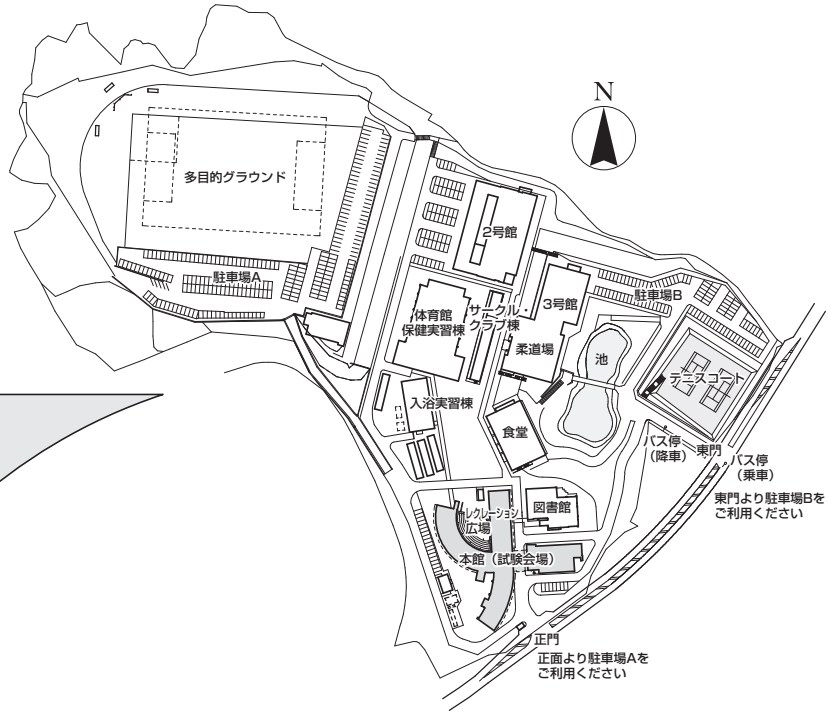 N
多目的グラウンド
2号館
駐車場A
3号館
駐車場B
体育館
保健実習棟
サークル・
クラブ棟
柔道場
池
テニスコート
入浴実習棟
食堂
バス停
(降車)
東門
バス停
(乗車)
東門より駐車場Bを
ご利用ください
図書館
レクレーション
広場
本館(試験会場)
正門
正面より駐車場Aを
ご利用ください